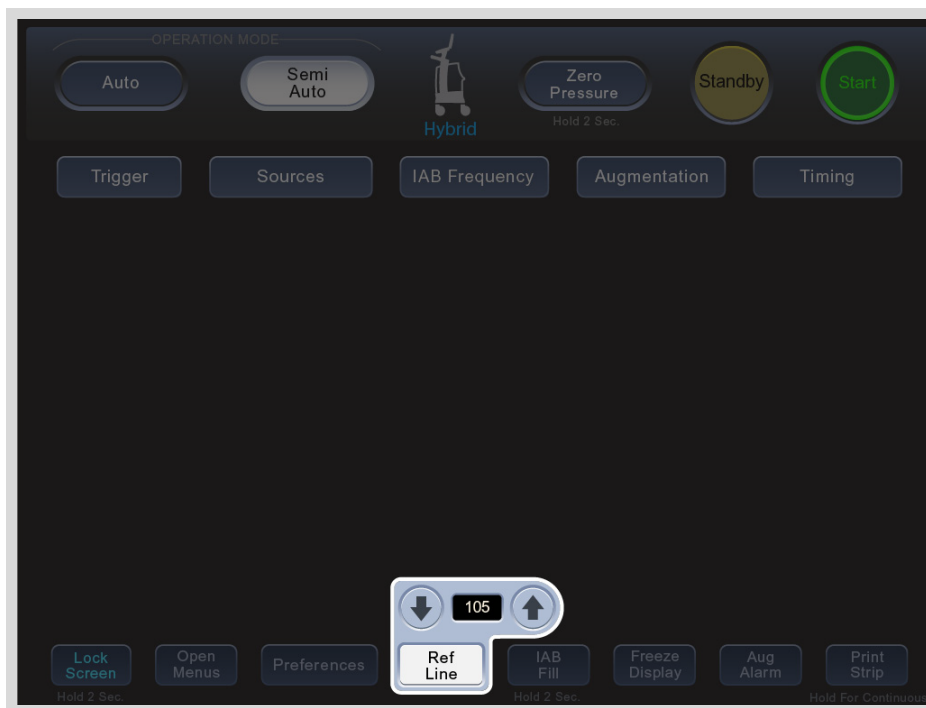 OPERATION MODE
Auto
Semi
Auto
Hybrid
Zero
Pressure
Hold 2 Sec.
Standby
Start
Trigger
Sources
IAB Frequency
Augmentation
Timing
105
Lock
Screen
Hold 2 Sec.
Open
Menus
Preferences
Ref
Line
IAB
Fill
Hold 2 Sec.
Freeze
Display
Aug
Alarm
Print
Strip
Hold For Continuous